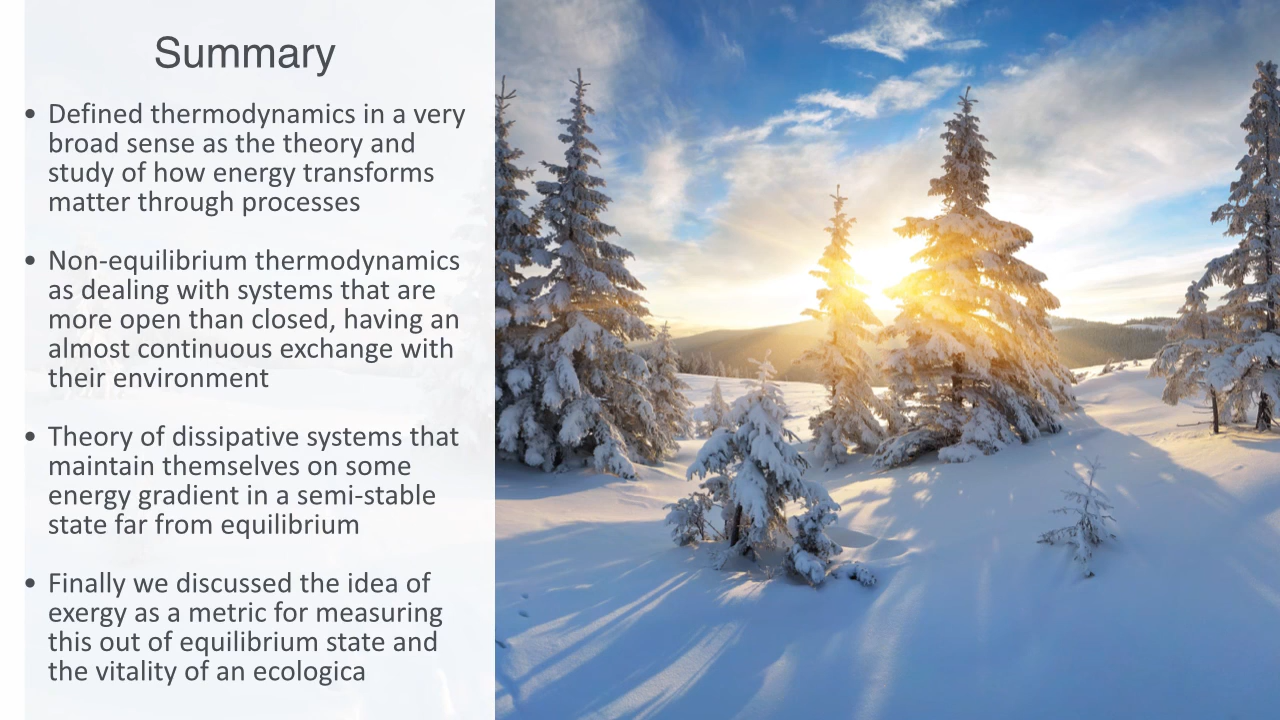 Summary
• Defined thermodynamics in a very
broad sense as the theory and
study of how energy transforms
matter through processes
• Non-equilibrium thermodynamics
as dealing with systems that are
more open than closed, having an
almost continuous exchange with
their environment
• Theory of dissipative systems that
maintain themselves on some
energy gradient in a semi-stable
state far from equilibrium
• Finally we discussed the idea of
exergy as a metric for measuring
this out of equilibrium state and
the vitality of an ecologica